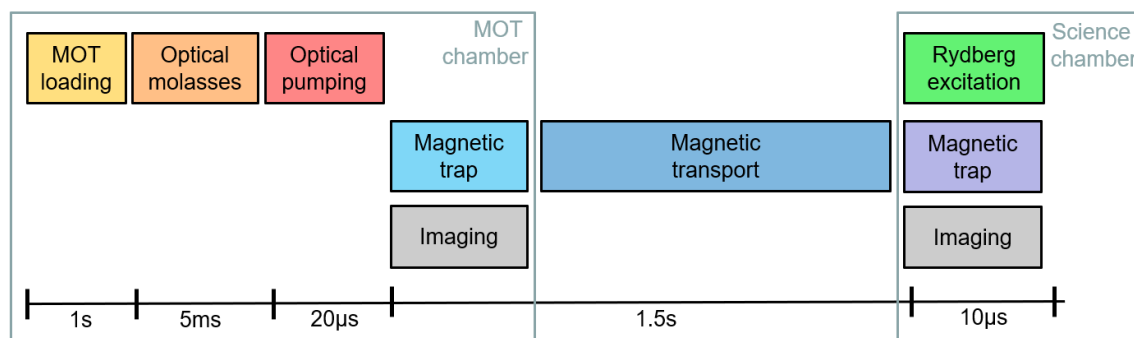 MOT
chamber
Science
chamber
MOT
loading
Optical
molasses
Optical
pumping
Rydberg
excitation
Magnetic
trap
Magnetic
transport
Magnetic
trap
Imaging
Imaging
1s
5ms
20µs
1.5s
10µs